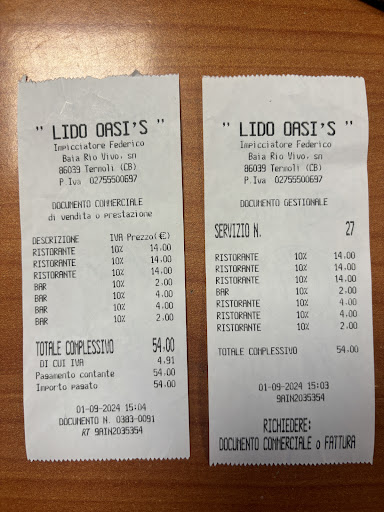 " LIDO OASI'S "
Impicciatore Federico
Baia Rio Vivo, sn
86039 Termoli (CB)
P.Iva 02755500697
DOCUMENTO COMMERCIALE
di vendita o prestazione
DESCRIZIONE IVA Prezzo(€)
RISTORANTE 10% 14.00
RISTORANTE 10% 14.00
RISTORANTE 10% 14.00
BAR 10% 2.00
BAR 10% 4.00
BAR 10% 4.00
BAR 10% 2.00
TOTALE COMPLESSIVO 54.00
DI CUI IVA 4.91
Pagamento contante 54.00
Importo pagato 54.00
01-09-2024 15:04
DOCUMENTO N. 0383-0091
RT 9AIN2035354
" LIDO OASI'S "
Impicciatore Federico
Baia Rio Vivo, sn
86039 Termoli (CB)
P.Iva 02755500697
DOCUMENTO GESTIONALE
SERVIZIO N. 27
RISTORANTE 10% 14.00
RISTORANTE 10% 14.00
RISTORANTE 10% 14.00
BAR 10% 2.00
RISTORANTE 10% 4.00
RISTORANTE 10% 4.00
RISTORANTE 10% 2.00
TOTALE COMPLESSIVO 54.00
01-09-2024 15:03
9AIN2035354
RICHIEDERE:
DOCUMENTO COMMERCIALE o FATTURA